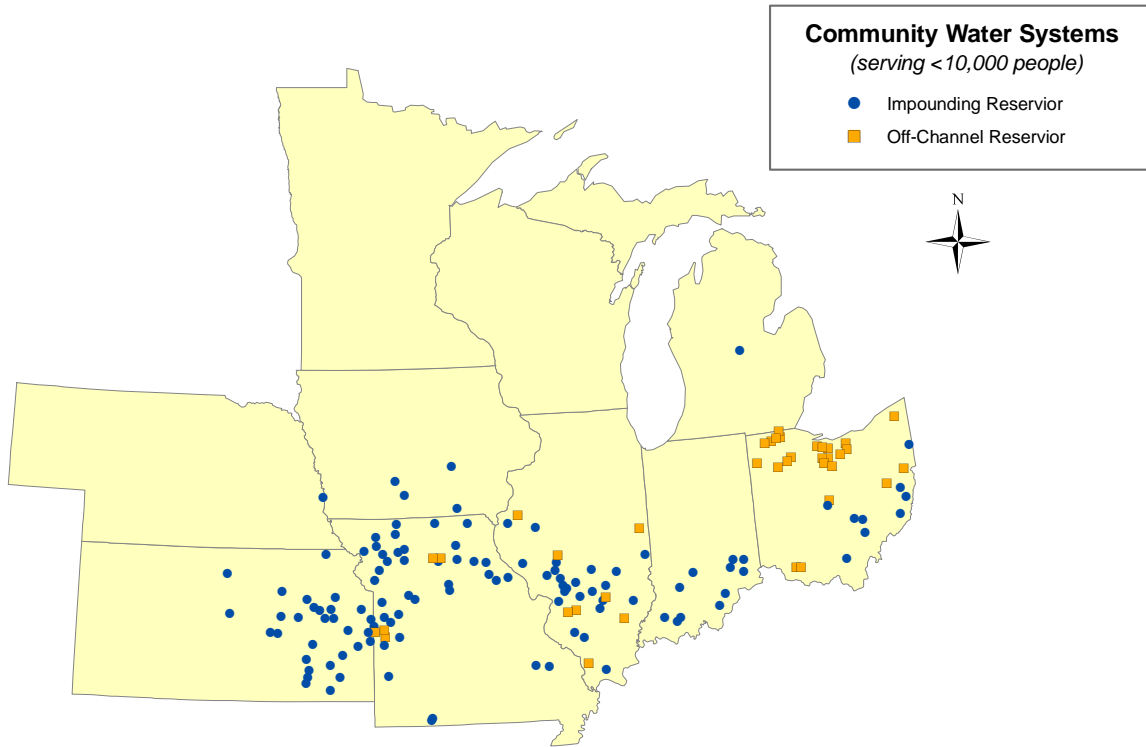 Community Water Systems
(serving <10,000 people)
Impounding Reservior
Off-Channel Reservior
N